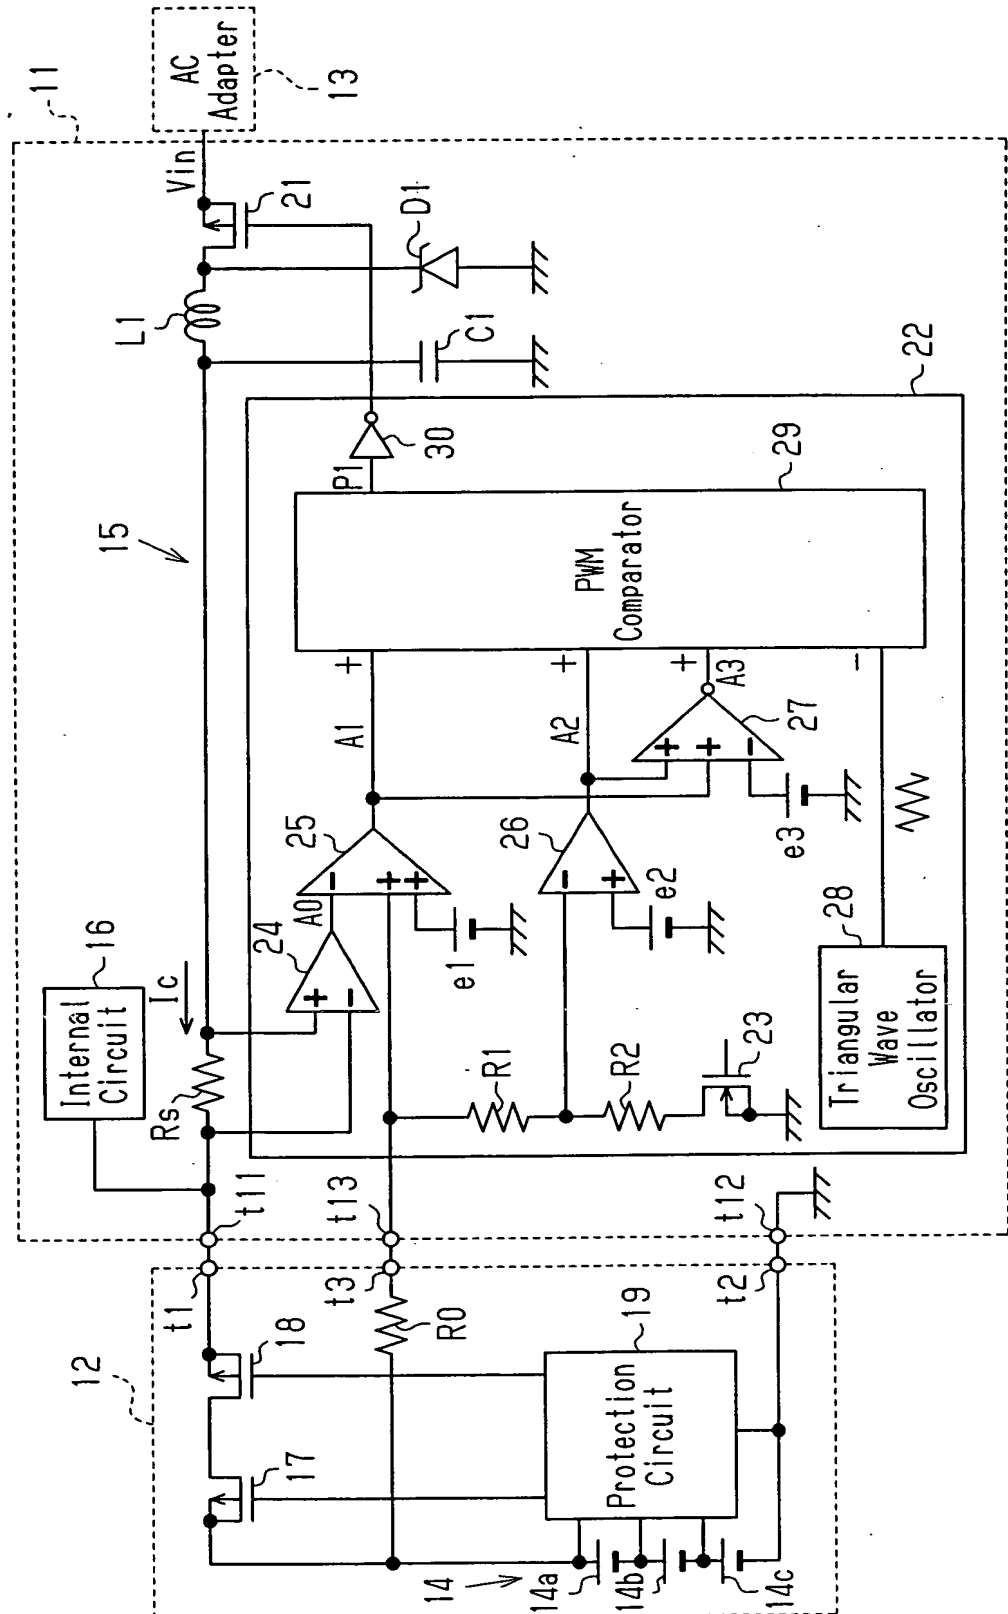 11
AC
Adapter
13
Vin
21
D1
L1
C1
22
15
30
P1
29
PWM
Comparator
+
+
+
-
A1
A2
A3
25
26
27
A0
24
+
-
-
+
+
-
+
+
+
-
e1
e2
e3
28
Triangular
Wave
Oscillator
16
Internal
Circuit
Ic
Rs
R1
R2
23
t11
t13
t12
t1
t3
t2
R0
12
18
17
19
Protection
Circuit
14
14a
14b
14c